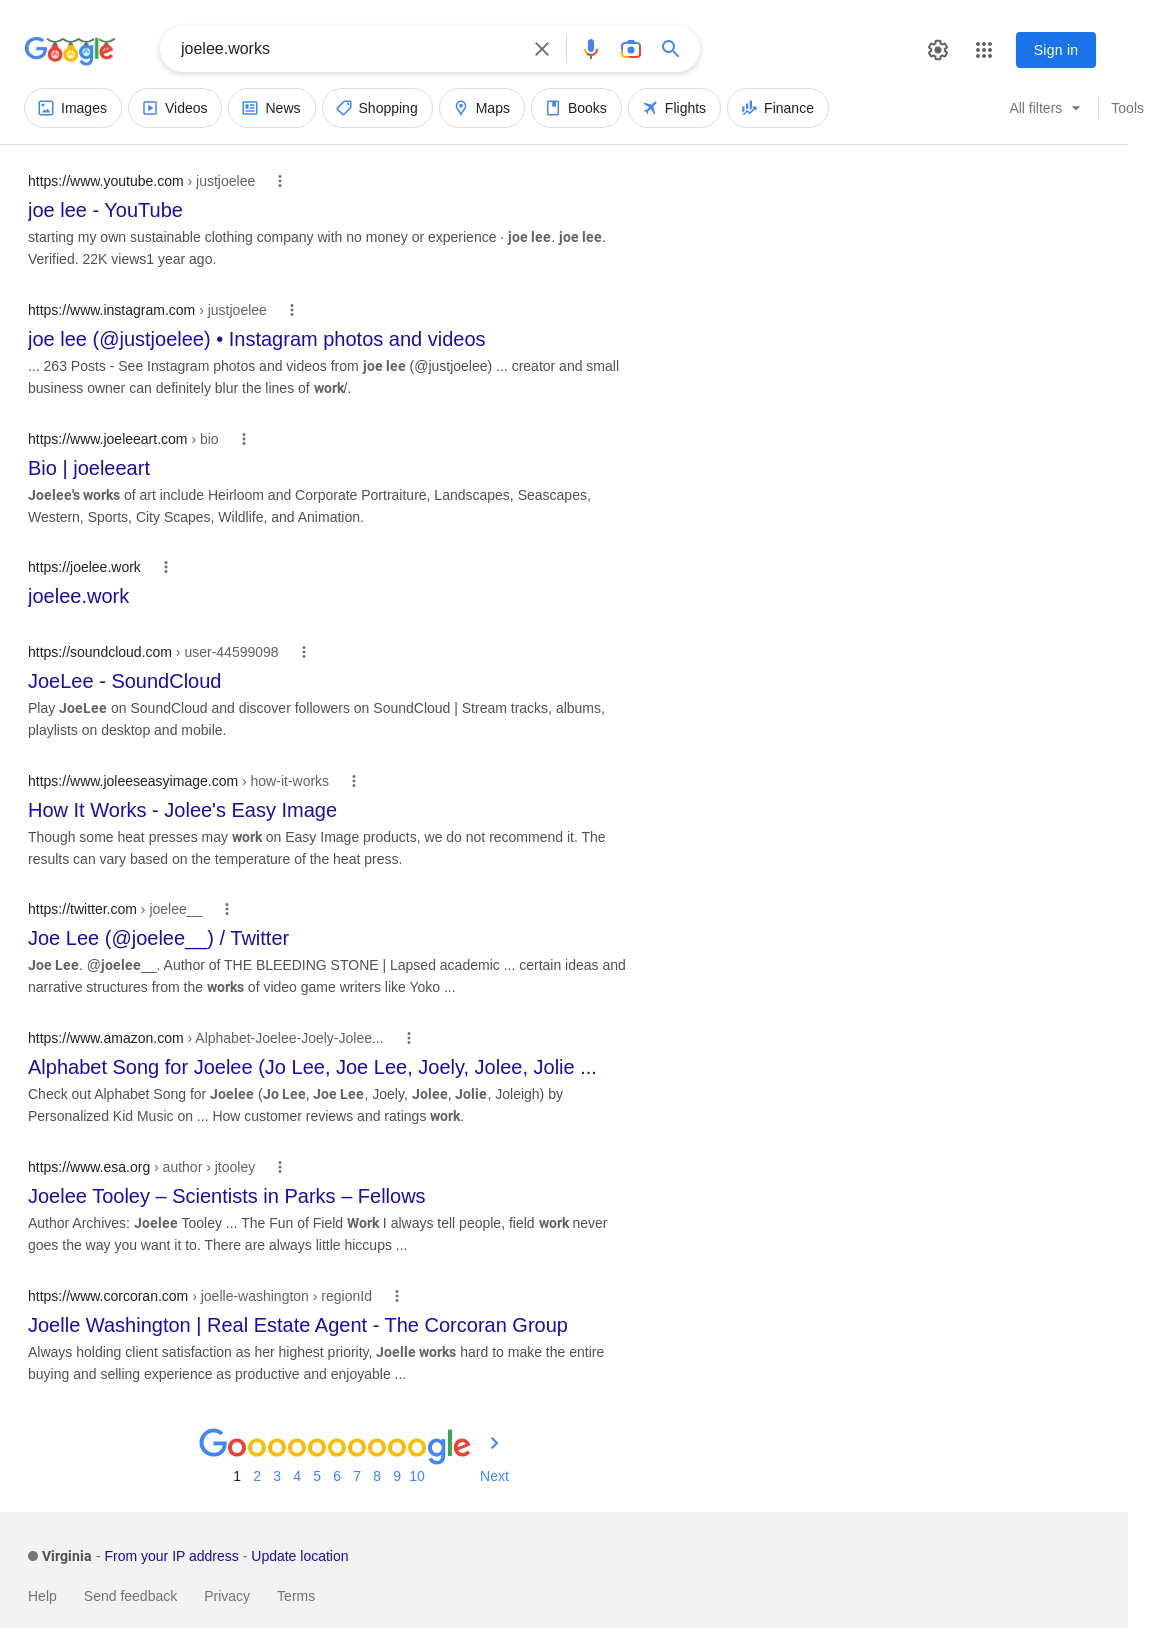 Google
joelee.works
Sign in
Images
Videos
News
Shopping
Maps
Books
Flights
Finance
All filters
Tools
https://www.youtube.com › justjoelee
joe lee - YouTube
starting my own sustainable clothing company with no money or experience · joe lee. joe lee.
Verified. 22K views1 year ago.
https://www.instagram.com › justjoelee
joe lee (@justjoelee) • Instagram photos and videos
... 263 Posts - See Instagram photos and videos from joe lee (@justjoelee) ... creator and small
business owner can definitely blur the lines of work/.
https://www.joeleeart.com › bio
Bio | joeleeart
Joelee's works of art include Heirloom and Corporate Portraiture, Landscapes, Seascapes,
Western, Sports, City Scapes, Wildlife, and Animation.
https://joelee.work
joelee.work
https://soundcloud.com › user-44599098
JoeLee - SoundCloud
Play JoeLee on SoundCloud and discover followers on SoundCloud | Stream tracks, albums,
playlists on desktop and mobile.
https://www.joleeseasyimage.com › how-it-works
How It Works - Jolee's Easy Image
Though some heat presses may work on Easy Image products, we do not recommend it. The
results can vary based on the temperature of the heat press.
https://twitter.com › joelee__
Joe Lee (@joelee__) / Twitter
Joe Lee. @joelee__. Author of THE BLEEDING STONE | Lapsed academic ... certain ideas and
narrative structures from the works of video game writers like Yoko ...
https://www.amazon.com › Alphabet-Joelee-Joely-Jolee...
Alphabet Song for Joelee (Jo Lee, Joe Lee, Joely, Jolee, Jolie ...
Check out Alphabet Song for Joelee (Jo Lee, Joe Lee, Joely, Jolee, Jolie, Joleigh) by
Personalized Kid Music on ... How customer reviews and ratings work.
https://www.esa.org › author › jtooley
Joelee Tooley – Scientists in Parks – Fellows
Author Archives: Joelee Tooley ... The Fun of Field Work I always tell people, field work never
goes the way you want it to. There are always little hiccups ...
https://www.corcoran.com › joelle-washington › regionId
Joelle Washington | Real Estate Agent - The Corcoran Group
Always holding client satisfaction as her highest priority, Joelle works hard to make the entire
buying and selling experience as productive and enjoyable ...
Goooooooooogle
1 2 3 4 5 6 7 8 9 10 Next
Virginia - From your IP address - Update location
Help Send feedback Privacy Terms